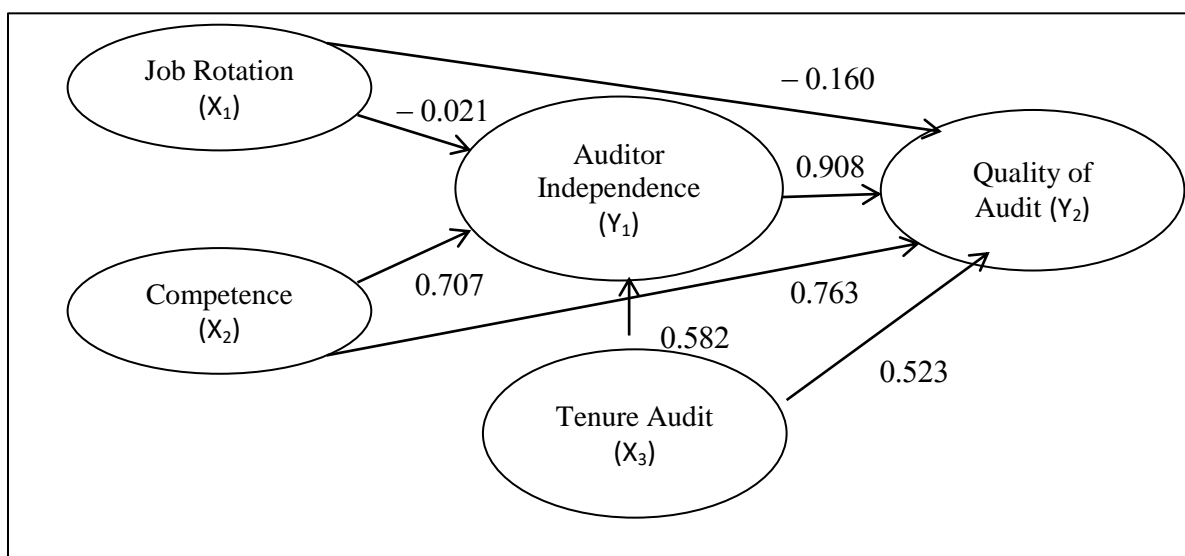 Job Rotation
(X₁)
– 0.160
– 0.021
Auditor
Independence
(Y₁)
0.908
Quality of
Audit (Y₂)
Competence
(X₂)
0.707
0.763
0.582
0.523
Tenure Audit
(X₃)